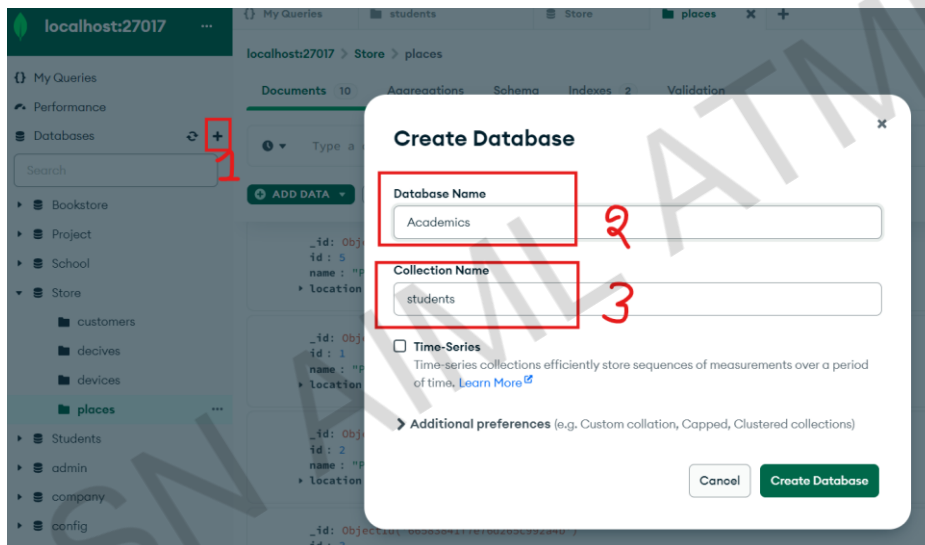 localhost:27017 ...
{} My Queries
Performance
Databases +
1
Search
Bookstore
Project
School
Store
customers
decives
devices
places ...
Students
admin
company
config
{} My Queries students Store places × +
localhost:27017 > Store > places
Documents 10 Aggregations Schema Indexes 2 Validation
Type a
ADD DATA
_id: Obj
id : 5
name : "P
location
_id: Obj
id : 1
name : "P
location
_id: Obj
id : 2
name : "P
location
Create Database ×
Database Name
Academics
2
Collection Name
students
3
Time-Series
Time-series collections efficiently store sequences of measurements over a period
of time. Learn More
Additional preferences (e.g. Custom collation, Capped, Clustered collections)
Cancel Create Database
SN AIML ATM